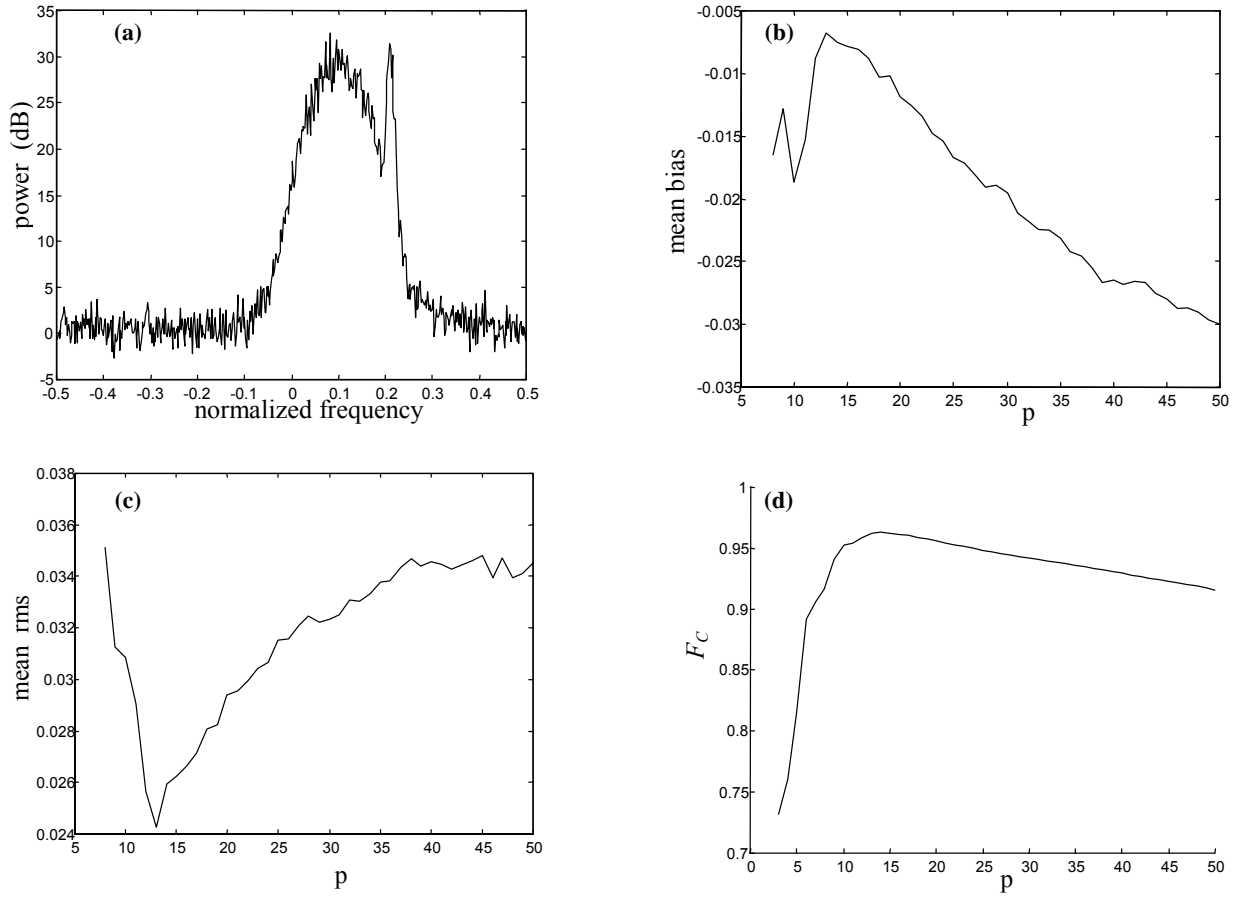 (a)
35
30
25
20
15
10
5
0
-5
-0.5 -0.4 -0.3 -0.2 -0.1 0 0.1 0.2 0.3 0.4 0.5
power (dB)
normalized frequency
(b)
-0.005
-0.01
-0.015
-0.02
-0.025
-0.03
-0.035
5 10 15 20 25 30 35 40 45 50
mean bias
p
(c)
0.038
0.036
0.034
0.032
0.03
0.028
0.026
0.024
5 10 15 20 25 30 35 40 45 50
mean rms
p
(d)
1
0.95
0.9
0.85
0.8
0.75
0.7
0 5 10 15 20 25 30 35 40 45 50
F_C
p